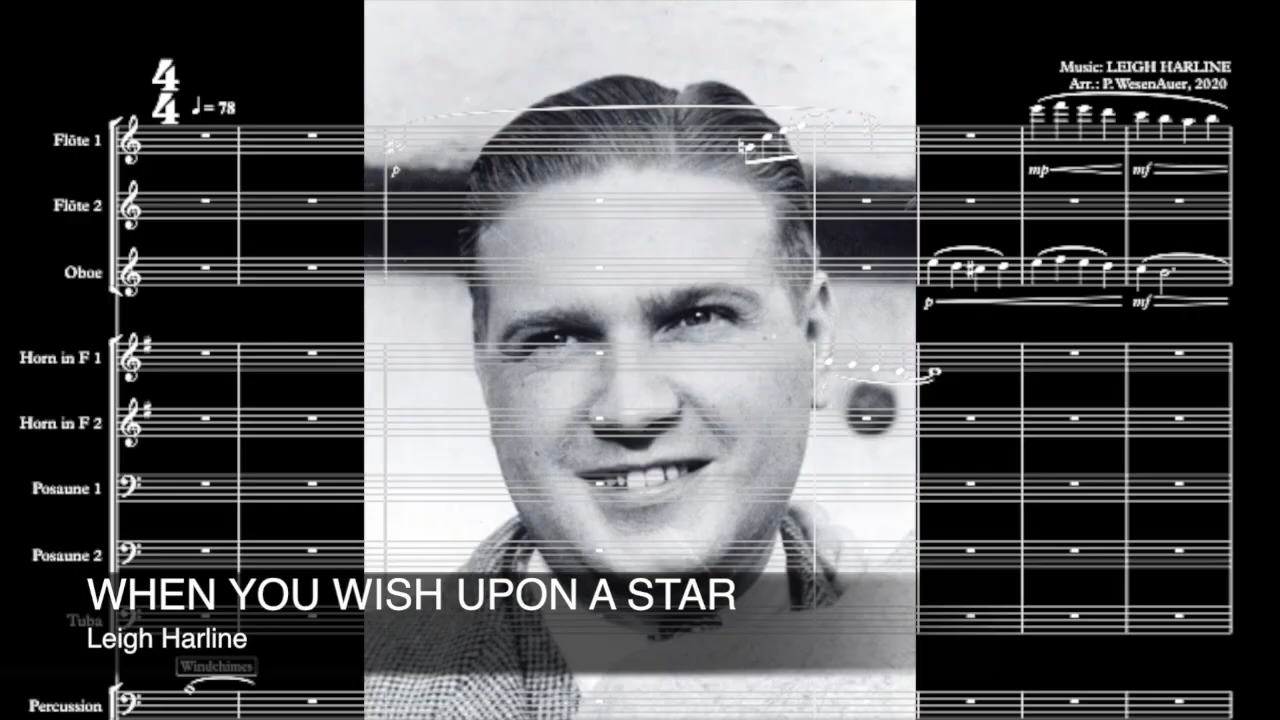 Music: LEIGH HARLINE
Arr.: P. WesenAuer, 2020
4
4
♩= 78
Flöte 1
p
mp
mf
Flöte 2
Oboe
p
mf
Horn in F 1
Horn in F 2
Posaune 1
Posaune 2
WHEN YOU WISH UPON A STAR
Tuba
Leigh Harline
Windchimes
Percussion